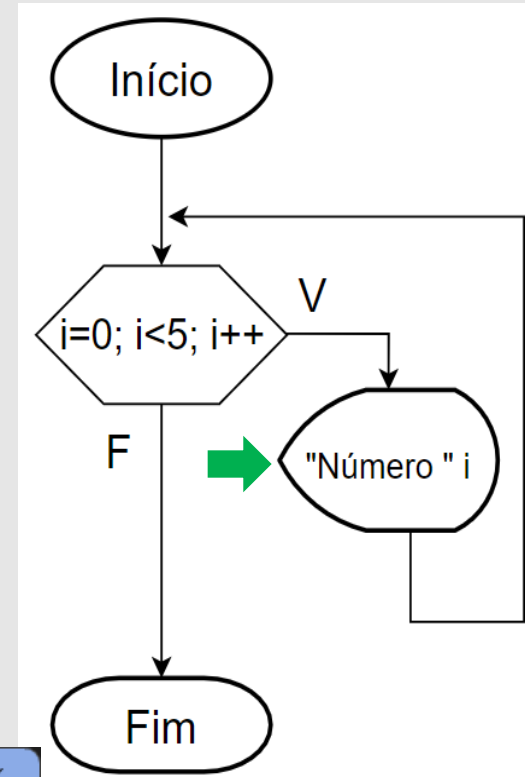 Início
i=0; i<5; i++
V
F
"Número " i
Fim